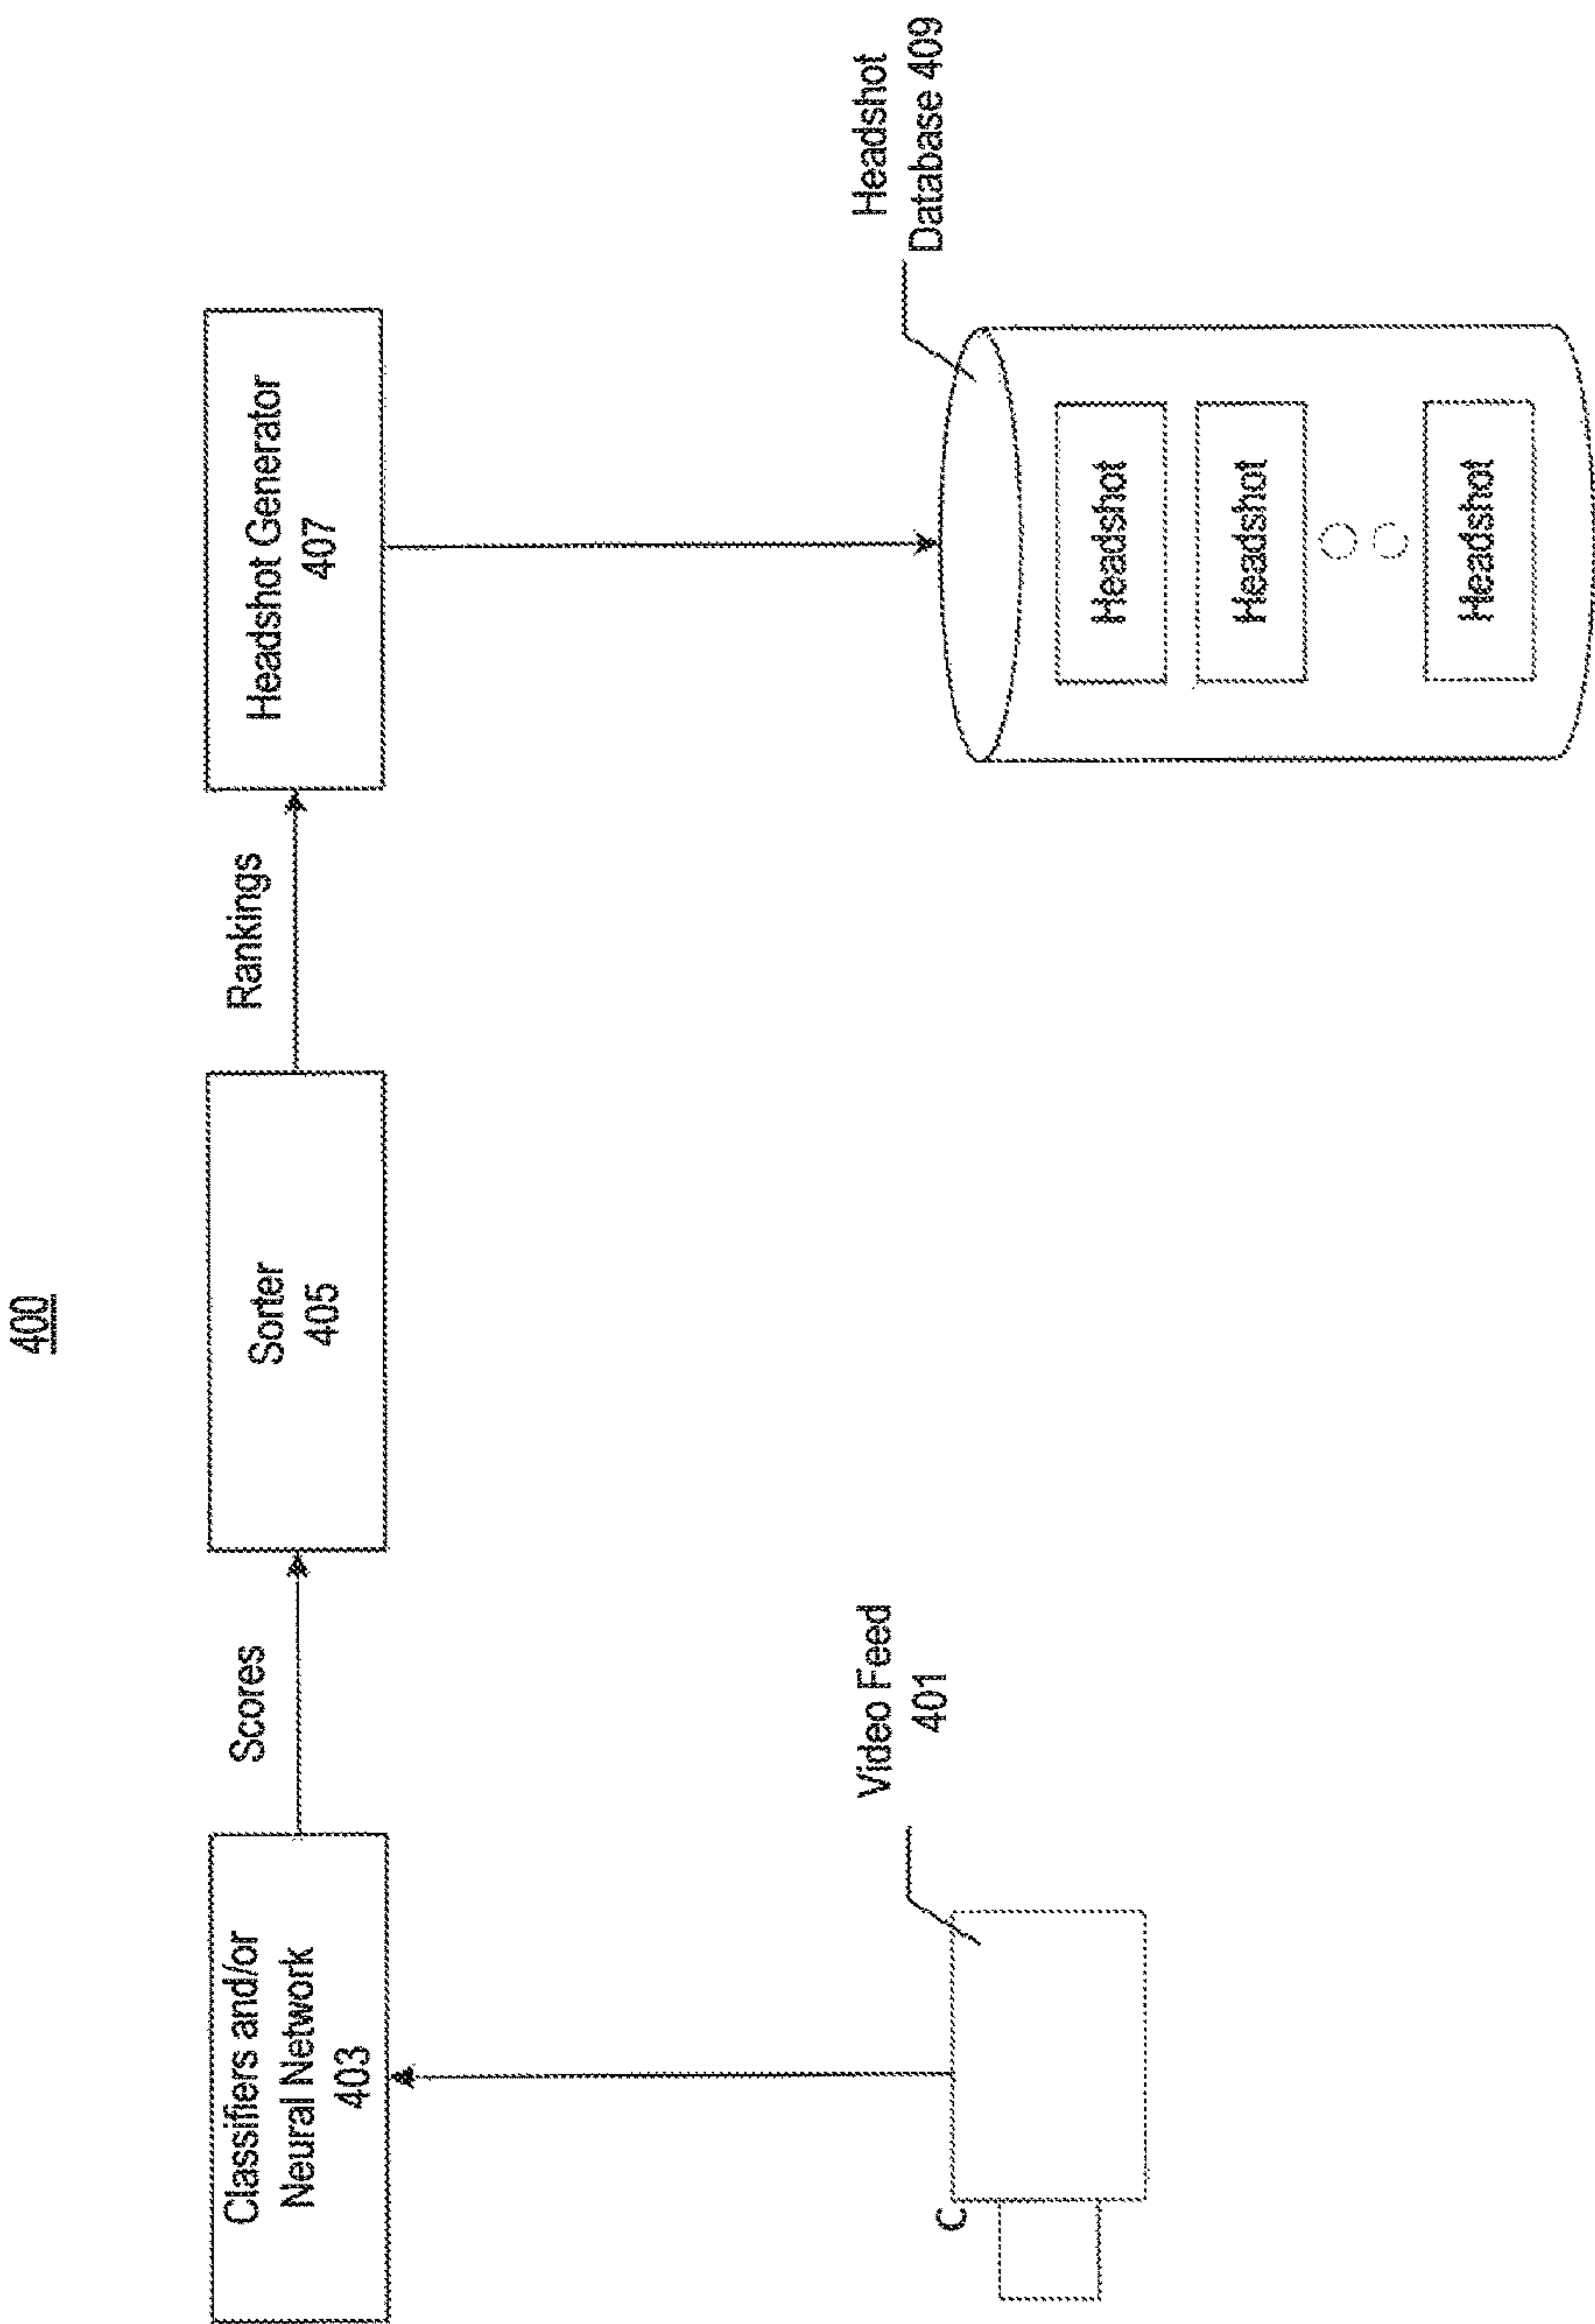 400
Classifiers and/or
Neural Network
403
Scores
Sorter
405
Rankings
Headshot Generator
407
C
Video Feed
401
Headshot
Database 409
Headshot
Headshot
Headshot